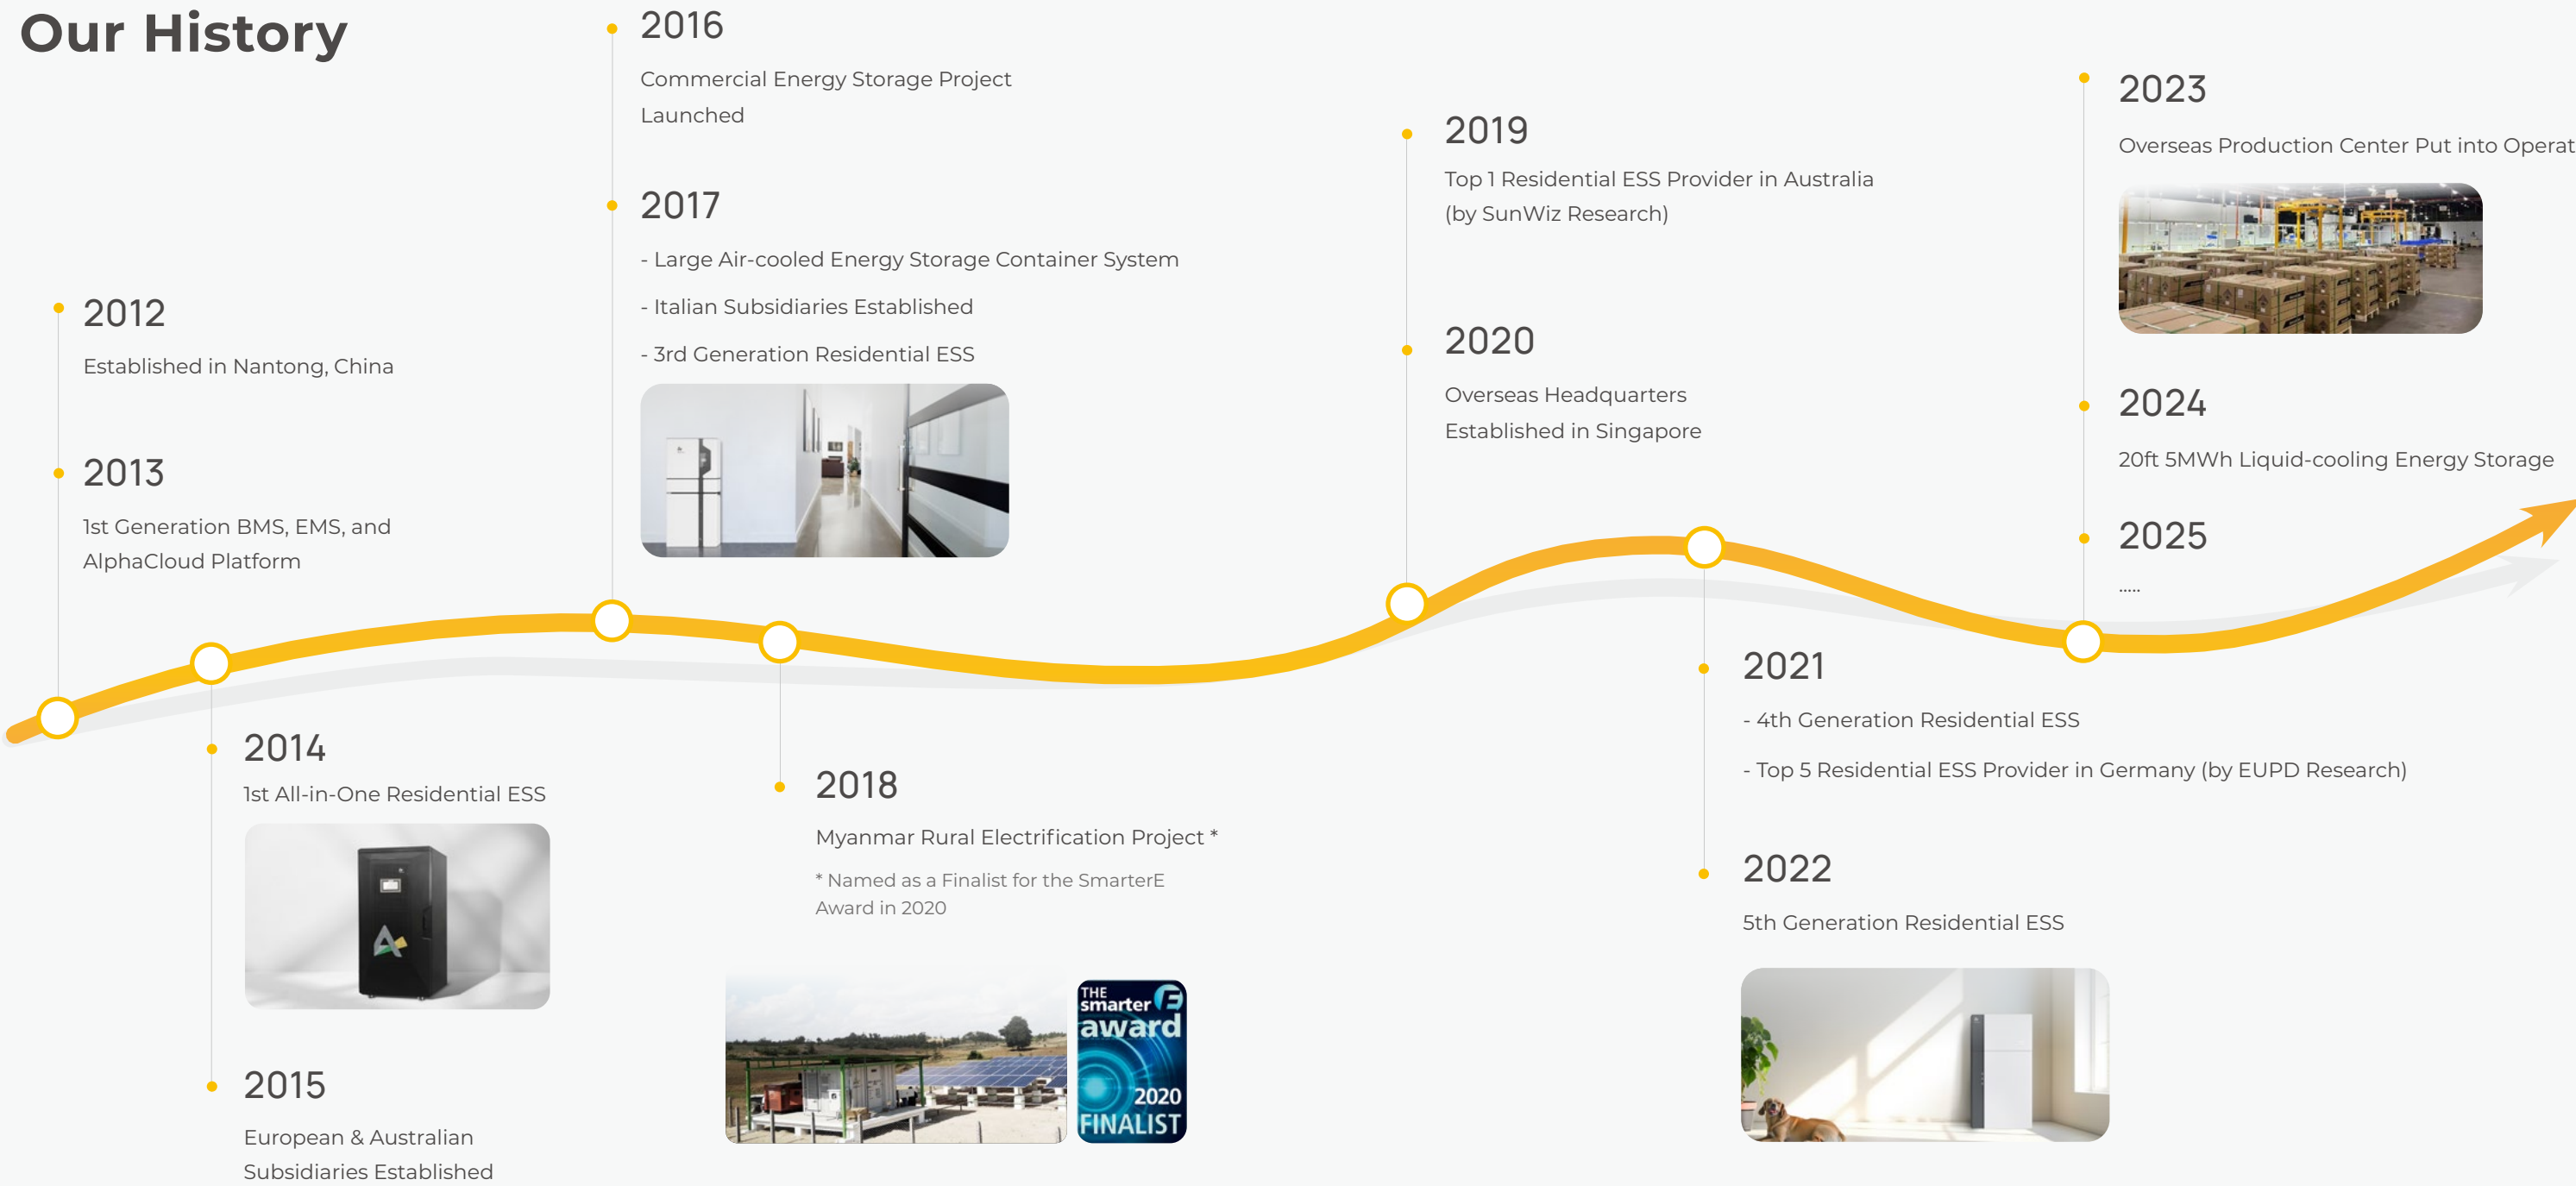 Our History
2012
Established in Nantong, China
2013
1st Generation BMS, EMS, and
AlphaCloud Platform
2014
1st All-in-One Residential ESS
2015
European & Australian
Subsidiaries Established
2016
Commercial Energy Storage Project
Launched
2017
- Large Air-cooled Energy Storage Container System
- Italian Subsidiaries Established
- 3rd Generation Residential ESS
2018
Myanmar Rural Electrification Project *
* Named as a Finalist for the SmarterE
Award in 2020
THE
smarter E
award
2020
FINALIST
2019
Top 1 Residential ESS Provider in Australia
(by SunWiz Research)
2020
Overseas Headquarters
Established in Singapore
2021
- 4th Generation Residential ESS
- Top 5 Residential ESS Provider in Germany (by EUPD Research)
2022
5th Generation Residential ESS
2023
Overseas Production Center Put into Operat
2024
20ft 5MWh Liquid-cooling Energy Storage
2025
.....